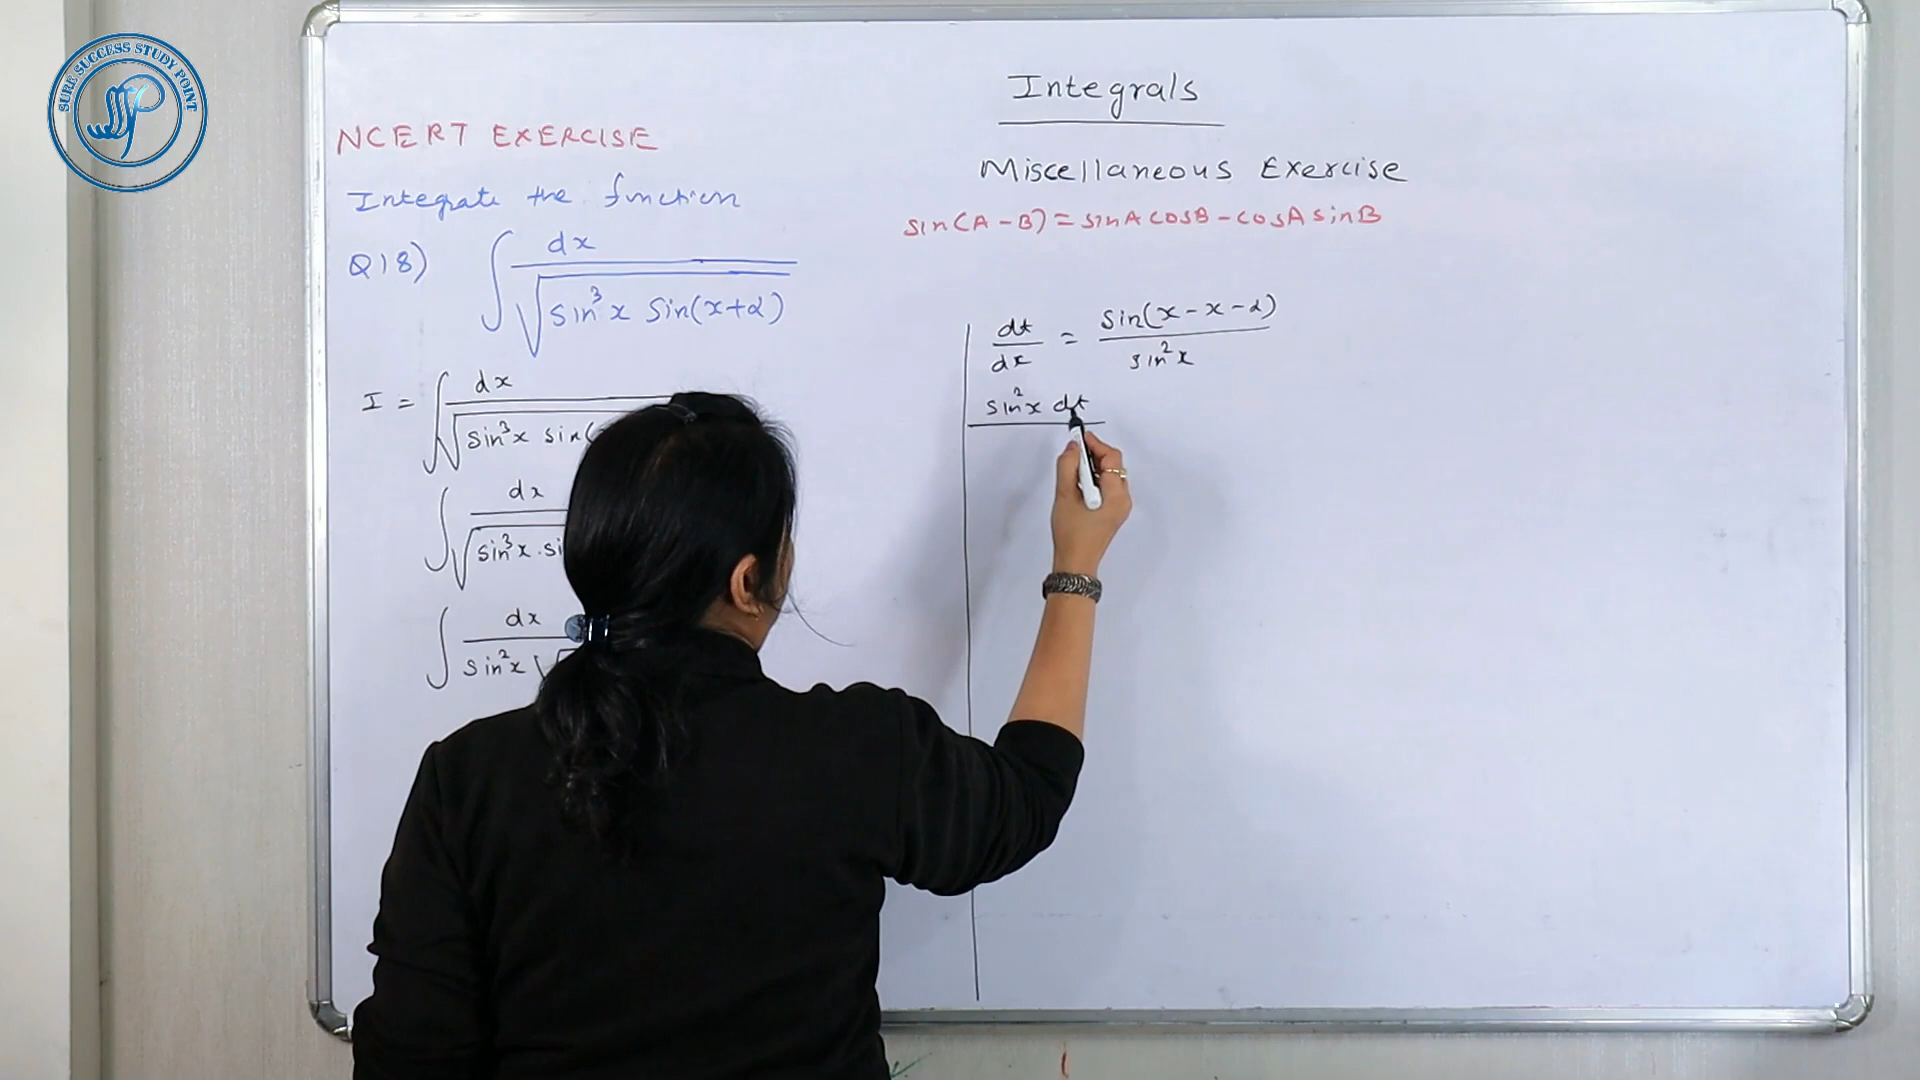 SURE SUCCESS STUDY POINT
Integrals
NCERT EXERCISE
Miscellaneous Exercise
Integrate the function
sin(A-B) = sinA cosB - cosA sinB
Q18) ∫ dx / √(sin³x sin(x+α))
I = ∫ dx / √(sin³x sin(
∫ dx / √(sin³x . si
∫ dx / sin²x √
dt/dx = sin(x-x-α) / sin²x
sin²x dt